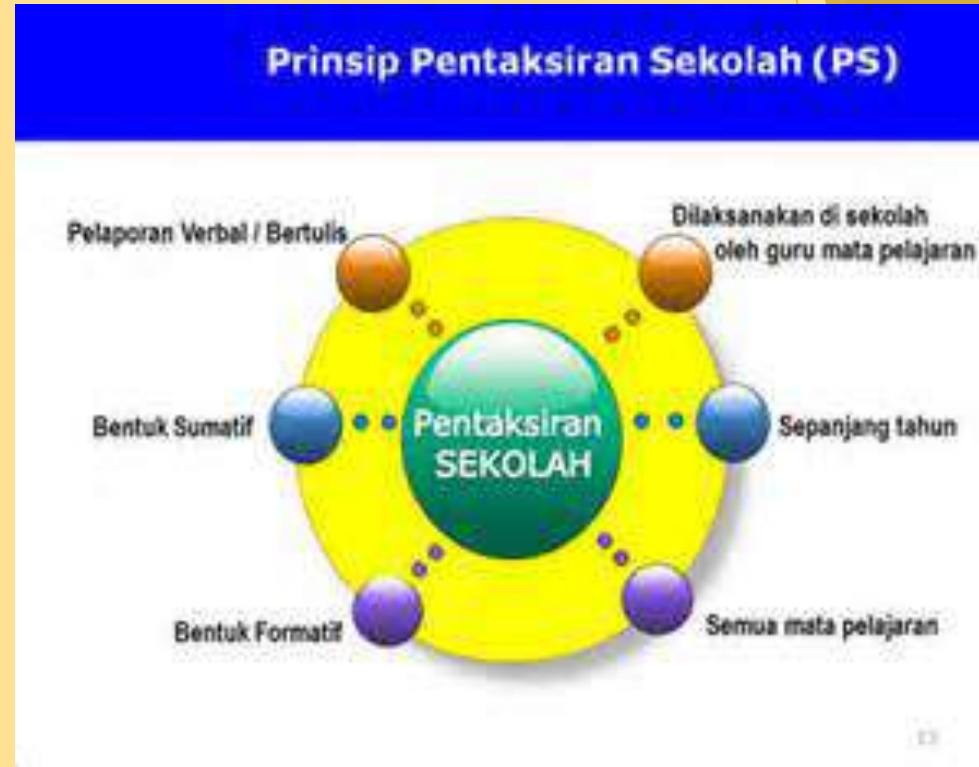 Prinsip Pentaksiran Sekolah (PS)
Pelaporan Verbal / Bertulis
Dilaksanakan di sekolah
oleh guru mata pelajaran
Bentuk Sumatif
Pentaksiran
SEKOLAH
Sepanjang tahun
Bentuk Formatif
Semua mata pelajaran